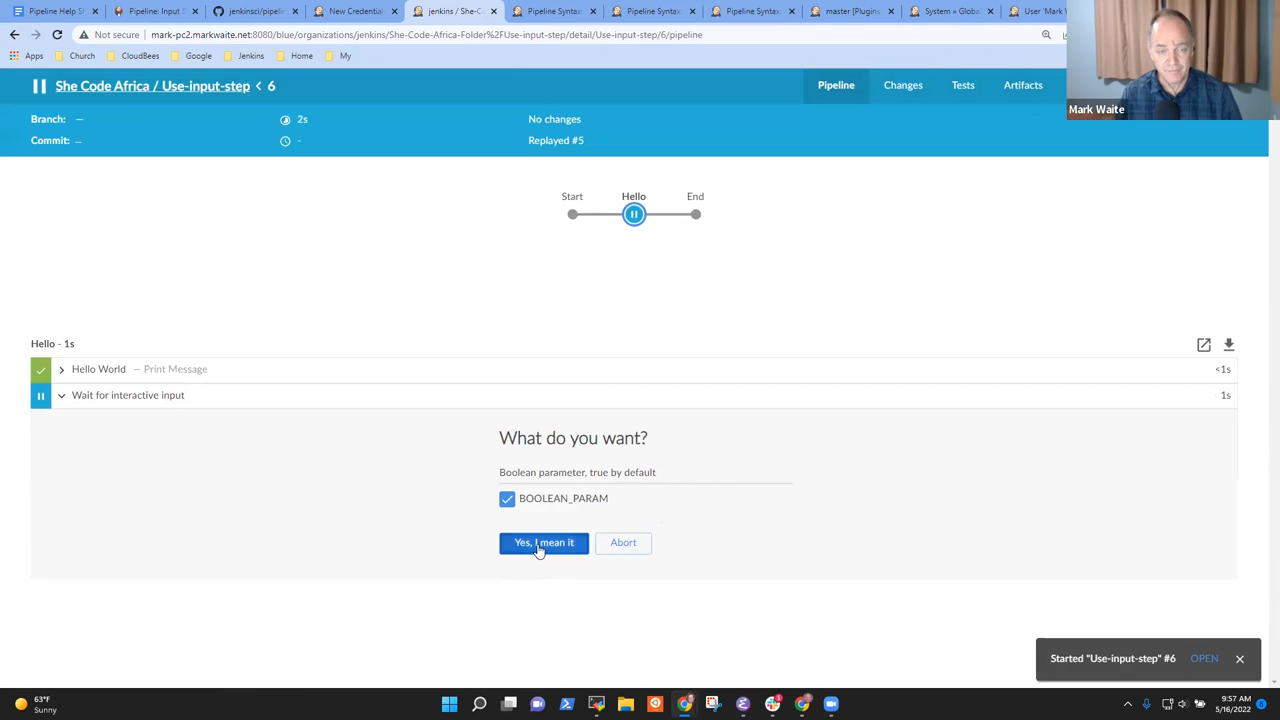 Pipeline Help St
Pipeline: Input S
jenkinsci/pipelin
New Credential
jenkins / She-C
Pipeline Syntax
Pipeline Syntax
Pipeline Syntax
master [Plugins
System » Globa
User 'Mark W
Not secure
mark-pc2.markwaite.net:8080/blue/organizations/jenkins/She-Code-Africa-Folder%2FUse-input-step/detail/Use-input-step/6/pipeline
Apps
Church
CloudBees
Google
Jenkins
Home
My
She Code Africa / Use-input-step < 6
Pipeline
Changes
Tests
Artifacts
Mark Waite
Branch: —
2s
No changes
Commit: —
-
Replayed #5
Start
Hello
End
Hello - 1s
Hello World — Print Message
<1s
Wait for interactive input
1s
What do you want?
Boolean parameter, true by default
BOOLEAN_PARAM
Yes, I mean it
Abort
Started "Use-input-step" #6
OPEN
63°F
Sunny
9:57 AM
5/16/2022